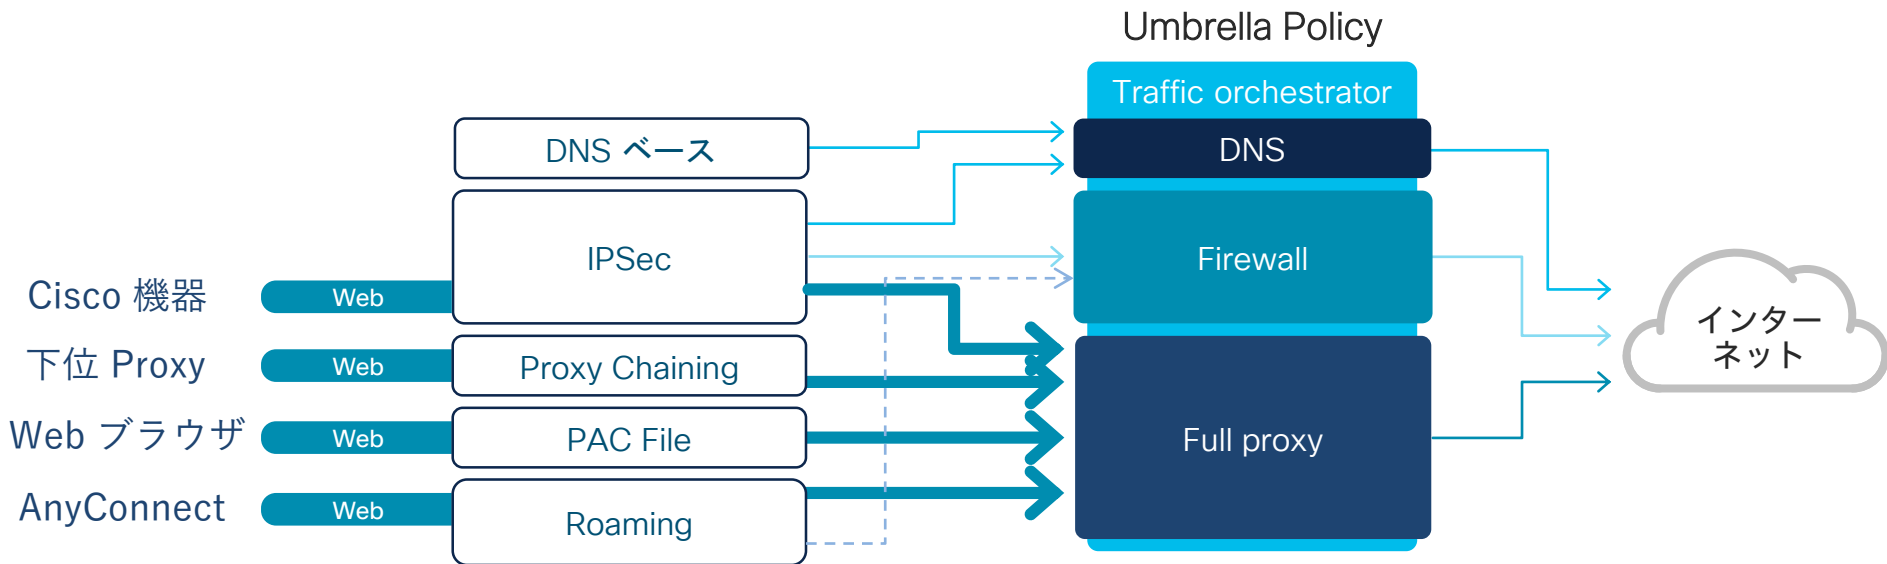 Umbrella Policy
Traffic orchestrator
DNS ベース
DNS
IPSec
Firewall
Cisco 機器
Web
インター
ネット
下位 Proxy
Web
Proxy Chaining
Web ブラウザ
Web
PAC File
Full proxy
AnyConnect
Web
Roaming